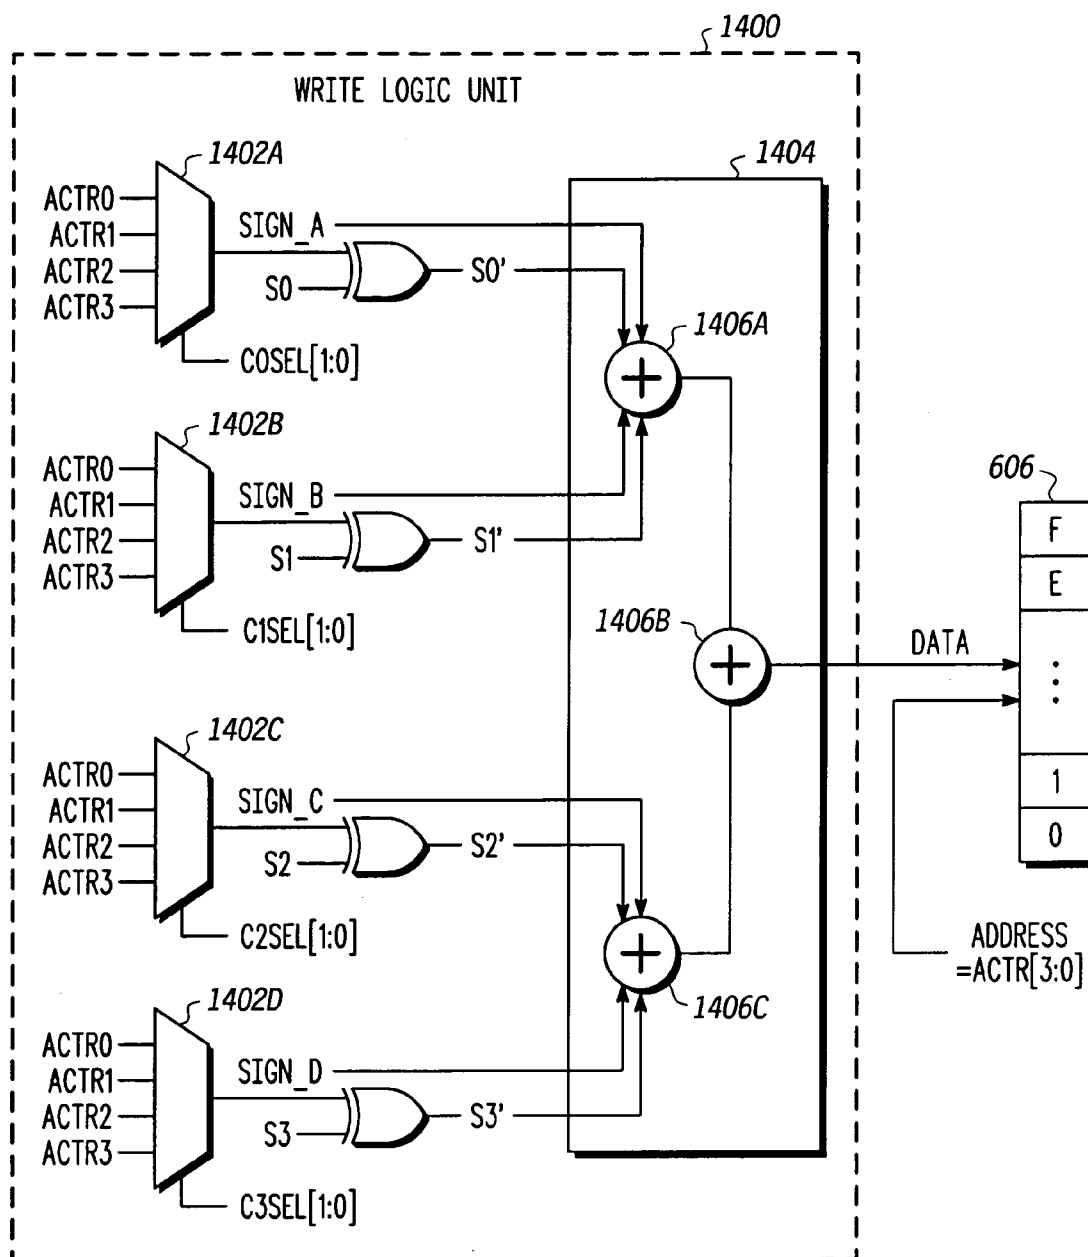 1400
WRITE LOGIC UNIT
1402A
1404
ACTR0
ACTR1
ACTR2
ACTR3
SIGN_A
S0
S0'
C0SEL[1:0]
1406A
1402B
ACTR0
ACTR1
ACTR2
ACTR3
SIGN_B
S1
S1'
C1SEL[1:0]
606
F
E
1406B
DATA
1402C
ACTR0
ACTR1
ACTR2
ACTR3
SIGN_C
S2
S2'
C2SEL[1:0]
1
0
ADDRESS
=ACTR[3:0]
1406C
1402D
ACTR0
ACTR1
ACTR2
ACTR3
SIGN_D
S3
S3'
C3SEL[1:0]